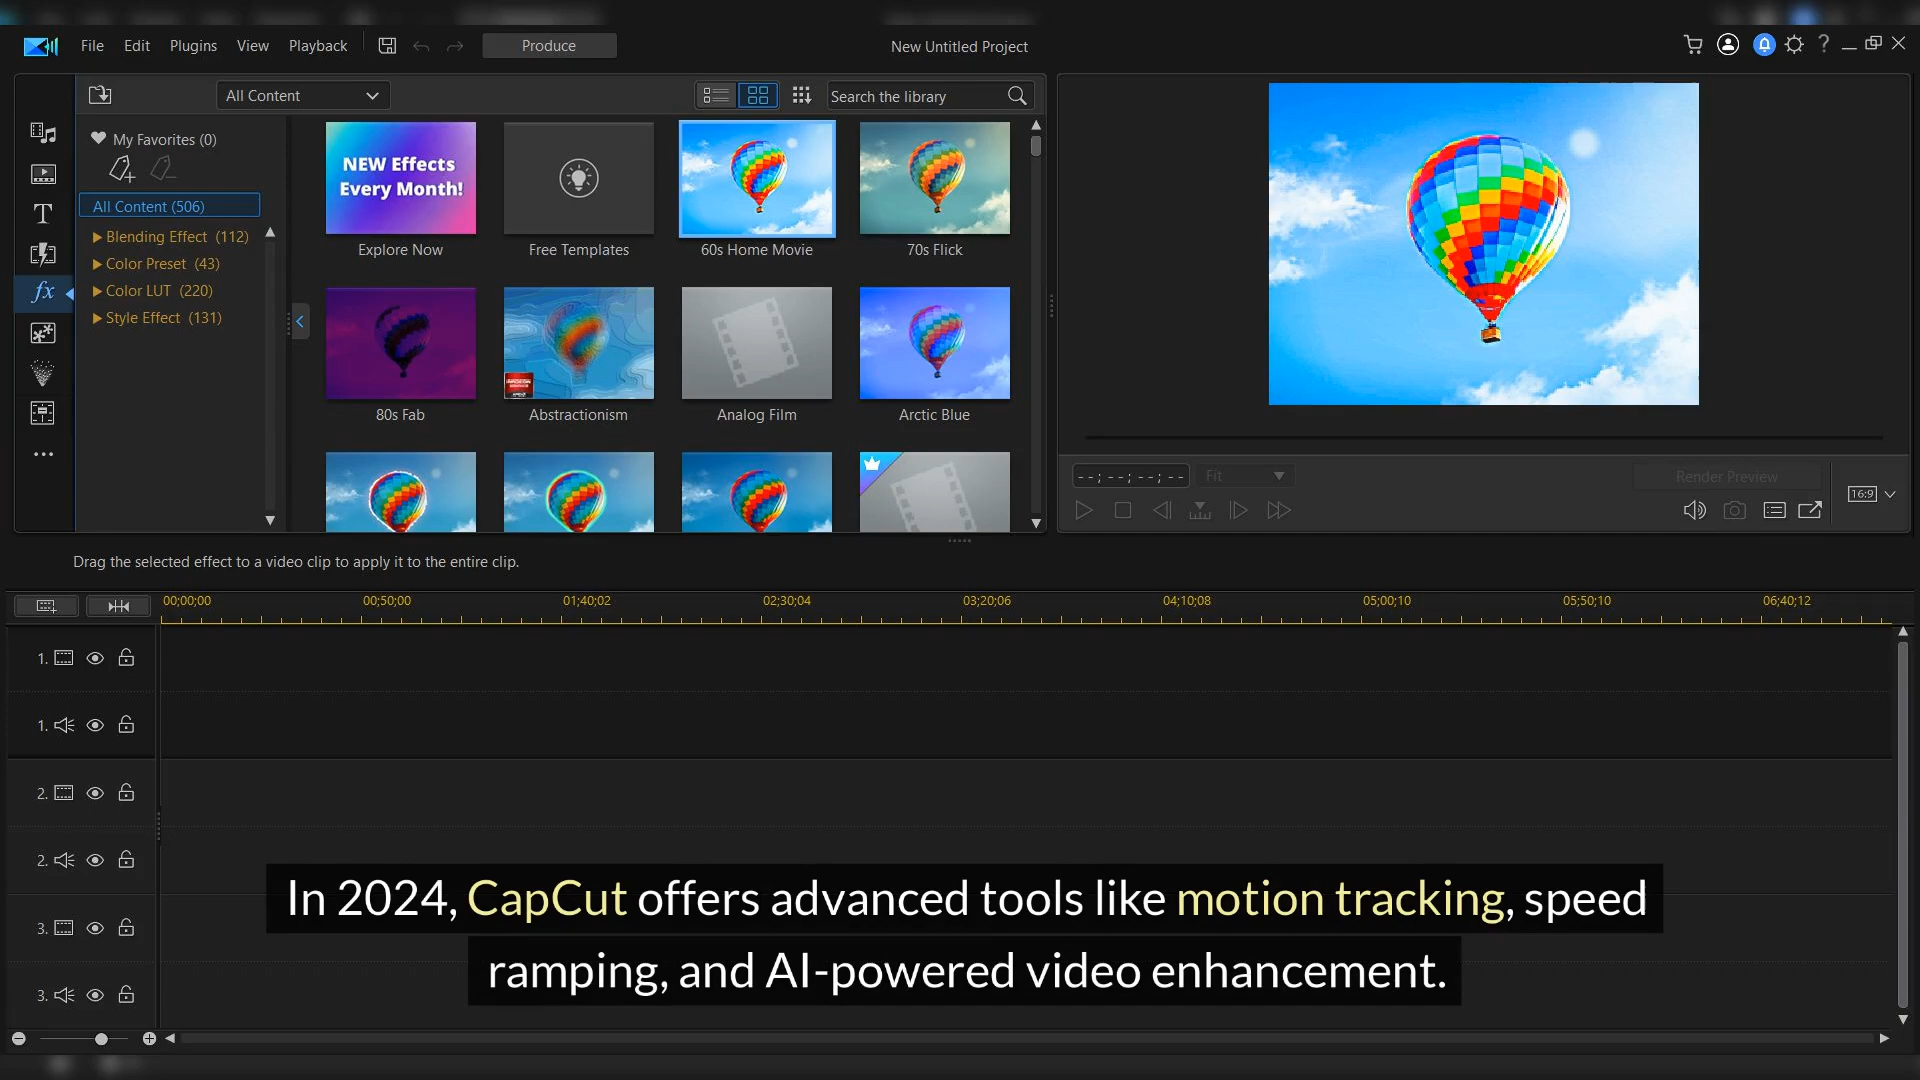 File Edit Plugins View Playback Produce New Untitled Project
All Content Search the library
My Favorites (0)
All Content (506)
Blending Effect (112)
Color Preset (43)
Color LUT (220)
Style Effect (131)
NEW Effects
Every Month!
Explore Now Free Templates 60s Home Movie 70s Flick
80s Fab Abstractionism Analog Film Arctic Blue
--;--;--;-- Fit Render Preview
16:9
Drag the selected effect to a video clip to apply it to the entire clip.
00;00;00 00;50;00 01;40;02 02;30;04 03;20;06 04;10;08 05;00;10 05;50;10 06;40;12
1.
1.
2.
2.
3.
3.
In 2024, CapCut offers advanced tools like motion tracking, speed
ramping, and AI-powered video enhancement.